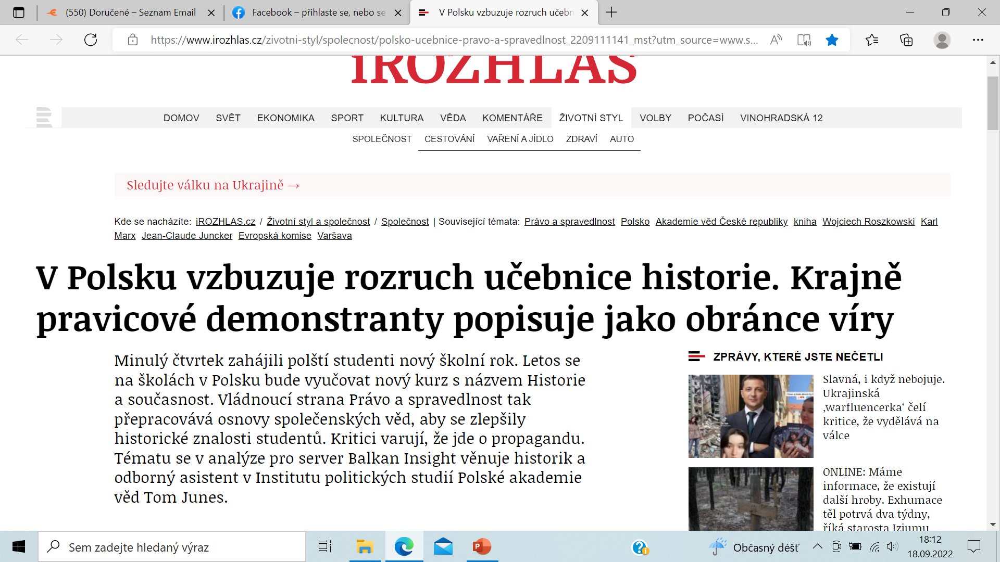 (550) Doručené – Seznam Email
Facebook – přihlaste se, nebo se
V Polsku vzbuzuje rozruch učebn
https://www.irozhlas.cz/zivotni-styl/spolecnost/polsko-ucebnice-pravo-a-spravedlnost_2209111141_mst?utm_source=www.s...
iROZHLAS
DOMOV SVĚT EKONOMIKA SPORT KULTURA VĚDA KOMENTÁŘE ŽIVOTNÍ STYL VOLBY POČASÍ VINOHRADSKÁ 12
SPOLEČNOST CESTOVÁNÍ VAŘENÍ A JÍDLO ZDRAVÍ AUTO
Sledujte válku na Ukrajině →
Kde se nacházíte: iROZHLAS.cz / Životní styl a společnost / Společnost | Související témata: Právo a spravedlnost Polsko Akademie věd České republiky kniha Wojciech Roszkowski Karl
Marx Jean-Claude Juncker Evropská komise Varšava
V Polsku vzbuzuje rozruch učebnice historie. Krajně
pravicové demonstranty popisuje jako obránce víry
Minulý čtvrtek zahájili polští studenti nový školní rok. Letos se
na školách v Polsku bude vyučovat nový kurz s názvem Historie
a současnost. Vládnoucí strana Právo a spravedlnost tak
přepracovává osnovy společenských věd, aby se zlepšily
historické znalosti studentů. Kritici varují, že jde o propagandu.
Tématu se v analýze pro server Balkan Insight věnuje historik a
odborný asistent v Institutu politických studií Polské akademie
věd Tom Junes.
ZPRÁVY, KTERÉ JSTE NEČETLI
Slavná, i když nebojuje.
Ukrajinská
‚warfluencerka‘ čelí
kritice, že vydělává na
válce
ONLINE: Máme
informace, že existují
další hroby. Exhumace
těl potrvá dva týdny,
říká starosta Izjumu
Sem zadejte hledaný výraz
Občasný déšť
18:12
18.09.2022